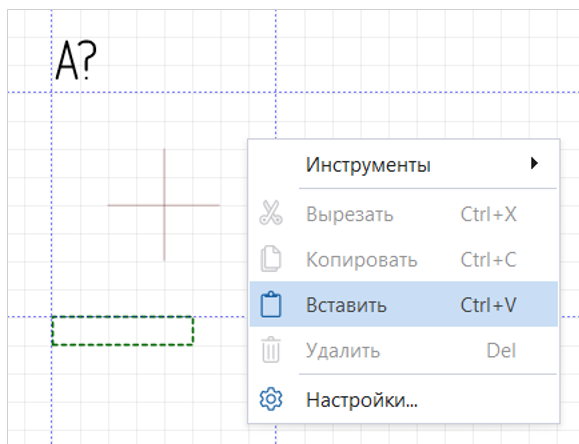 A?
Инструменты
Вырезать Ctrl+X
Копировать Ctrl+C
Вставить Ctrl+V
Удалить Del
Настройки...